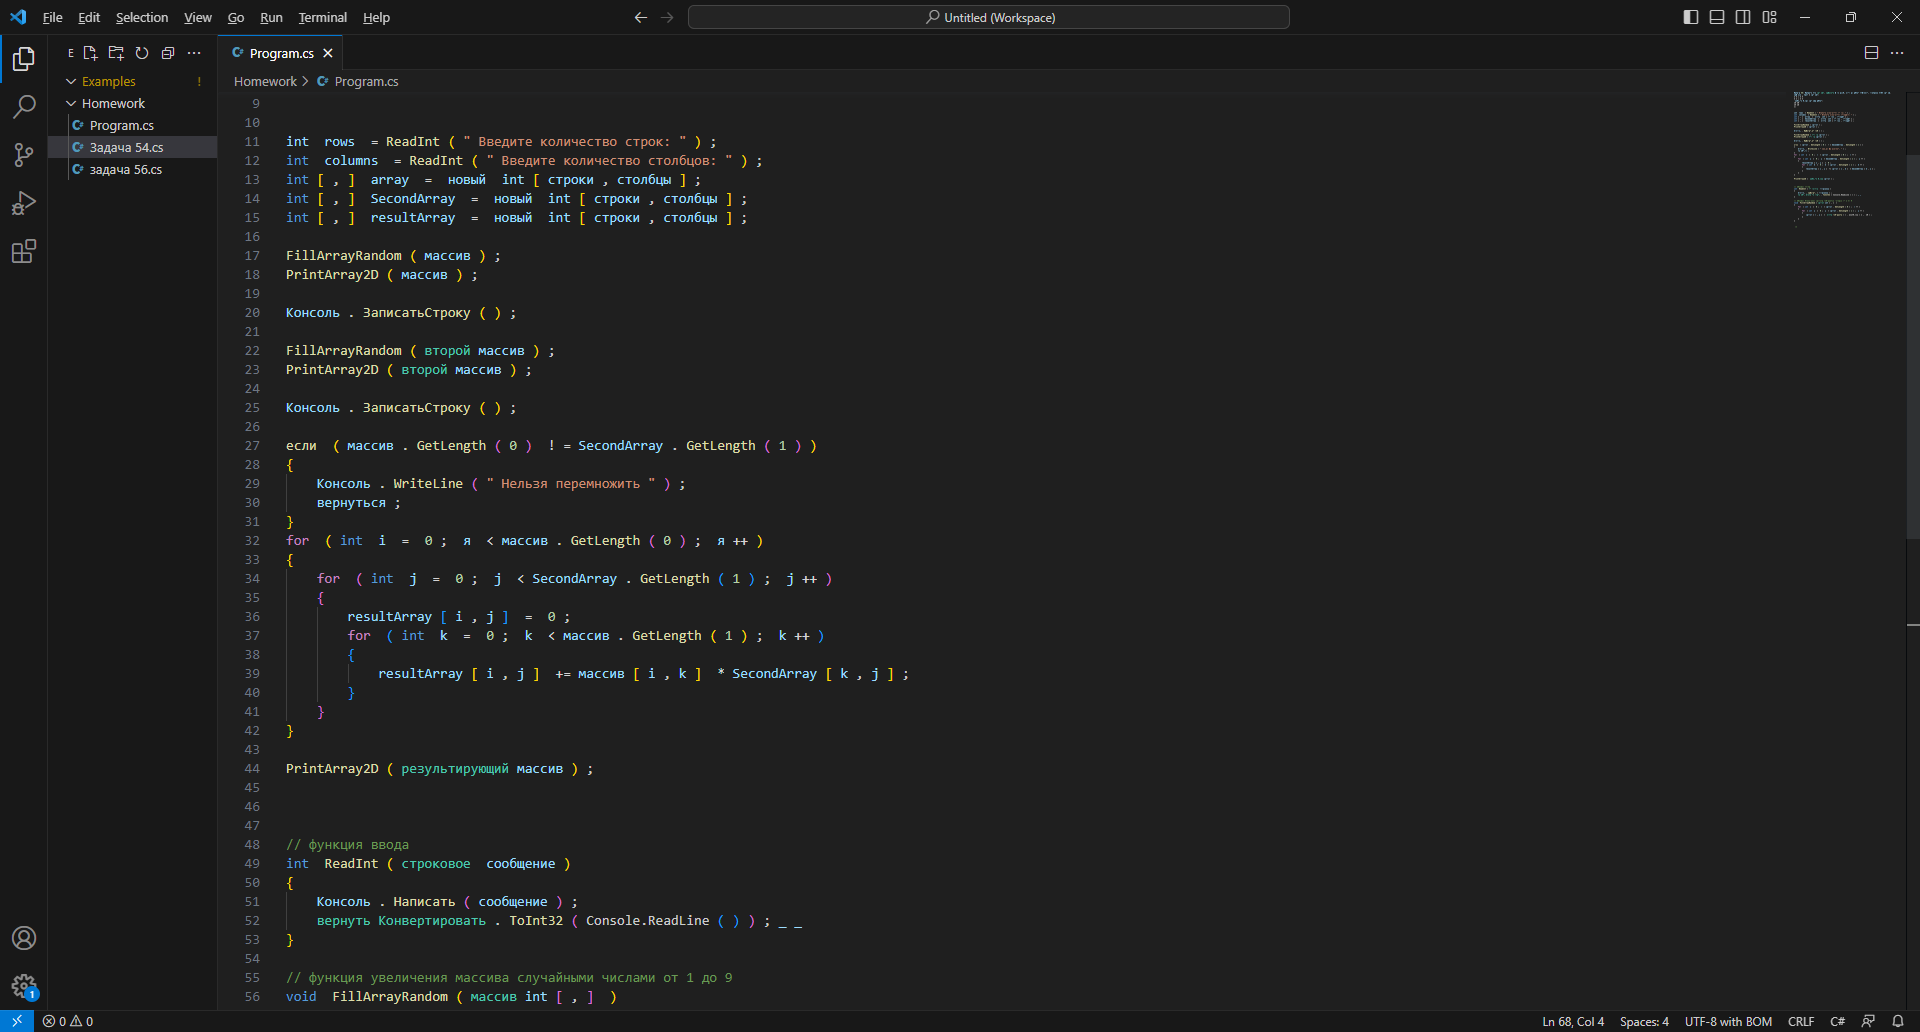 File Edit Selection View Go Run Terminal Help
Untitled (Workspace)
E
Program.cs
Examples !
Homework > Program.cs
Homework
Program.cs
Задача 54.cs
задача 56.cs
9
10
11 int rows = ReadInt ( " Введите количество строк: " ) ;
12 int columns = ReadInt ( " Введите количество столбцов: " ) ;
13 int [ , ] array = новый int [ строки , столбцы ] ;
14 int [ , ] SecondArray = новый int [ строки , столбцы ] ;
15 int [ , ] resultArray = новый int [ строки , столбцы ] ;
16
17 FillArrayRandom ( массив ) ;
18 PrintArray2D ( массив ) ;
19
20 Консоль . ЗаписатьСтроку ( ) ;
21
22 FillArrayRandom ( второй массив ) ;
23 PrintArray2D ( второй массив ) ;
24
25 Консоль . ЗаписатьСтроку ( ) ;
26
27 если ( массив . GetLength ( 0 ) ! = SecondArray . GetLength ( 1 ) )
28 {
29 Консоль . WriteLine ( " Нельзя перемножить " ) ;
30 вернуться ;
31 }
32 for ( int i = 0 ; я < массив . GetLength ( 0 ) ; я ++ )
33 {
34 for ( int j = 0 ; j < SecondArray . GetLength ( 1 ) ; j ++ )
35 {
36 resultArray [ i , j ] = 0 ;
37 for ( int k = 0 ; k < массив . GetLength ( 1 ) ; k ++ )
38 {
39 resultArray [ i , j ] += массив [ i , k ] * SecondArray [ k , j ] ;
40 }
41 }
42 }
43
44 PrintArray2D ( результирующий массив ) ;
45
46
47
48 // функция ввода
49 int ReadInt ( строковое сообщение )
50 {
51 Консоль . Написать ( сообщение ) ;
52 вернуть Конвертировать . ToInt32 ( Console.ReadLine ( ) ) ; _ _
53 }
54
55 // функция увеличения массива случайными числами от 1 до 9
56 void FillArrayRandom ( массив int [ , ] )
1
0 0
Ln 68, Col 4 Spaces: 4 UTF-8 with BOM CRLF C#